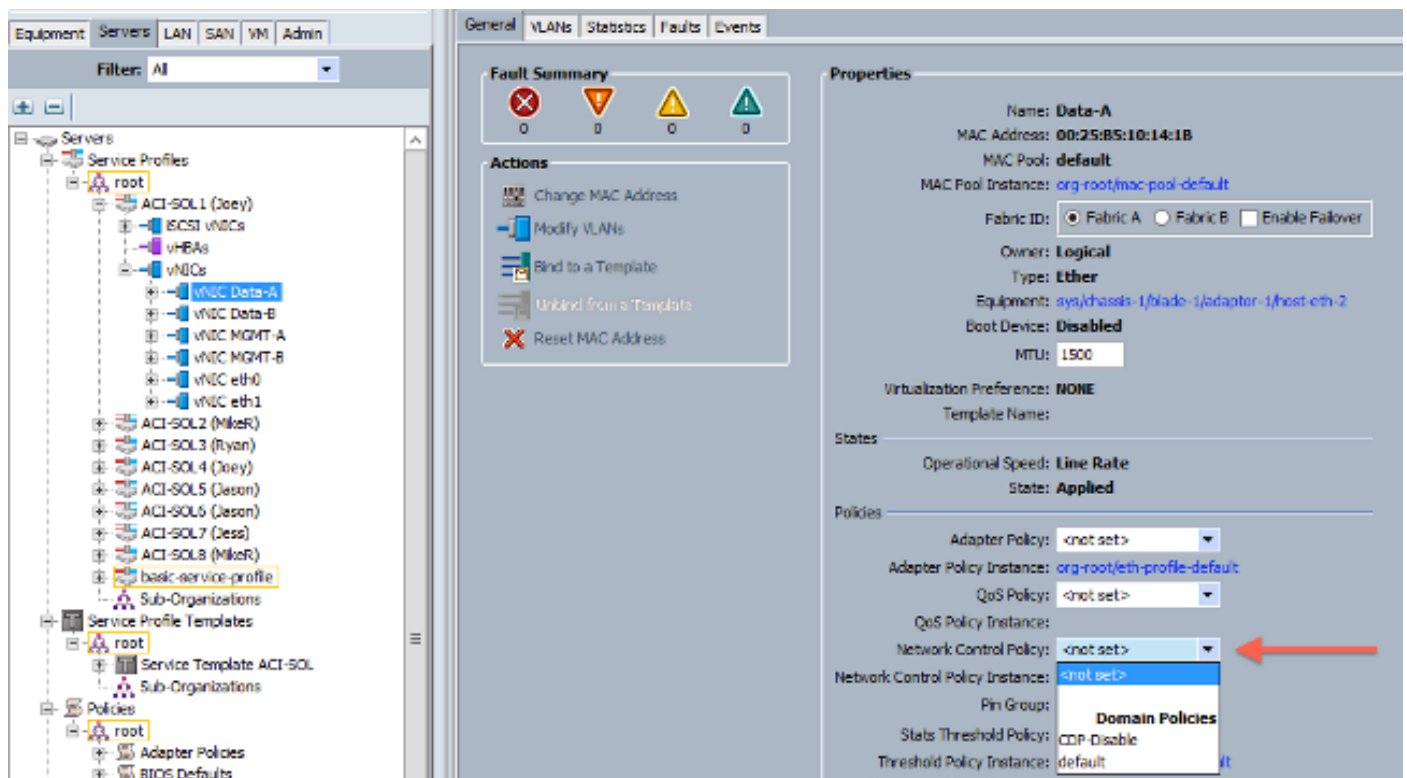 Equipment Servers LAN SAN VM Admin
Filter: All
Servers
Service Profiles
root
ACI-SOL1 (Joey)
iSCSI vNICs
vHBAs
vNICs
vNIC Data-A
vNIC Data-B
vNIC MGMT-A
vNIC MGMT-B
vNIC eth0
vNIC eth1
ACI-SOL2 (MikeR)
ACI-SOL3 (Ryan)
ACI-SOL4 (Joey)
ACI-SOL5 (Jason)
ACI-SOL6 (Jason)
ACI-SOL7 (Jess)
ACI-SOL8 (MikeR)
basic-service-profile
Sub-Organizations
Service Profile Templates
root
Service Template ACI-SOL
Sub-Organizations
Policies
root
Adapter Policies
BIOS Defaults
General VLANs Statistics Faults Events
Fault Summary
0 0 0 0
Actions
Change MAC Address
Modify VLANs
Bind to a Template
Unbind from a Template
Reset MAC Address
Properties
Name: Data-A
MAC Address: 00:25:B5:10:14:1B
MAC Pool: default
MAC Pool Instance: org-root/mac-pool-default
Fabric ID: Fabric A Fabric B Enable Failover
Owner: Logical
Type: Ether
Equipment: sys/chassis-1/blade-1/adaptor-1/host-eth-2
Boot Device: Disabled
MTU: 1500
Virtualization Preference: NONE
Template Name:
States
Operational Speed: Line Rate
State: Applied
Policies
Adapter Policy: <not set>
Adapter Policy Instance: org-root/eth-profile-default
QoS Policy: <not set>
QoS Policy Instance:
Network Control Policy: <not set>
Network Control Policy Instance: <not set>
Pin Group:
Domain Policies
Stats Threshold Policy: CDP-Disable
Threshold Policy Instance: default lt